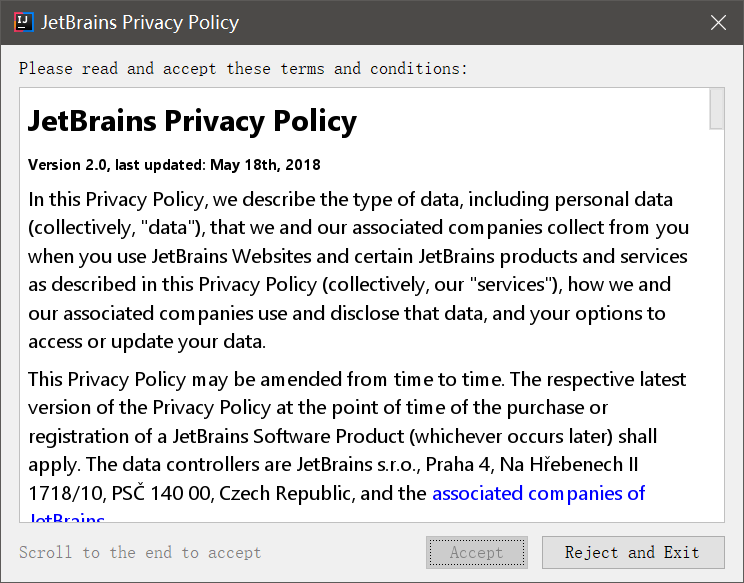 IJ JetBrains Privacy Policy
Please read and accept these terms and conditions:
JetBrains Privacy Policy
Version 2.0, last updated: May 18th, 2018
In this Privacy Policy, we describe the type of data, including personal data
(collectively, "data"), that we and our associated companies collect from you
when you use JetBrains Websites and certain JetBrains products and services
as described in this Privacy Policy (collectively, our "services"), how we and
our associated companies use and disclose that data, and your options to
access or update your data.
This Privacy Policy may be amended from time to time. The respective latest
version of the Privacy Policy at the point of time of the purchase or
registration of a JetBrains Software Product (whichever occurs later) shall
apply. The data controllers are JetBrains s.r.o., Praha 4, Na Hřebenech II
1718/10, PSČ 140 00, Czech Republic, and the associated companies of
JetBrains.
Scroll to the end to accept Accept Reject and Exit